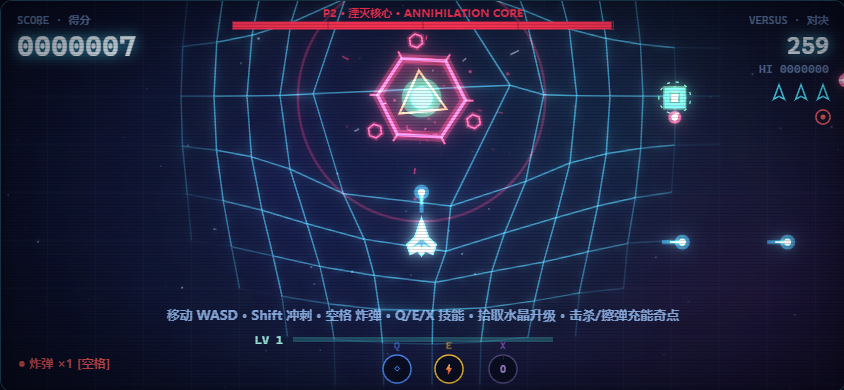 SCORE · 得分
0000007
P2 · 湮灭核心 · ANNIHILATION CORE
VERSUS · 对决
259
HI 0000000
移动 WASD · Shift 冲刺 · 空格 炸弹 · Q/E/X 技能 · 拾取水晶升级 · 击杀/擦弹充能奇点
LV 1
Q
E
X
0
炸弹 ×1 [空格]